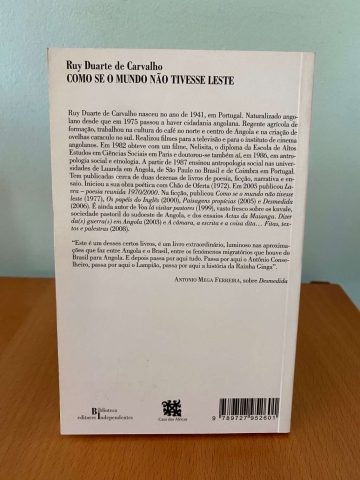 Ruy Duarte de Carvalho
COMO SE O MUNDO NÃO TIVESSE LESTE
Ruy Duarte de Carvalho nasceu no ano de 1941, em Portugal. Naturalizado ango-
lano desde que em 1975 passou a haver cidadania angolana. Regente agrícola de
formação, trabalhou na cultura do café no norte e centro de Angola e na criação de
ovelhas caraculo no sul. Realizou filmes para a televisão e para o instituto de cinema
angolanos. Em 1982 obteve com um filme, Nelisita, o diploma da Escola de Altos
Estudos em Ciências Sociais em Paris e doutorou-se também aí, em 1986, em antro-
pologia social e etnologia. A partir de 1987 ensinou antropologia social nas univer-
sidades de Luanda em Angola, de São Paulo no Brasil e de Coimbra em Portugal.
Tem publicadas cerca de duas dezenas de livros de poesia, ficção, narrativa e en-
saio. Iniciou a sua obra poética com Chão de Oferta (1972). Em 2005 publicou La-
vra – poesia reunida 1970/2000. Na ficção, publicou Como se o mundo não tivesse
leste (1977), Os papéis do Inglês (2000), Paisagens propícias (2005) e Desmedida
(2006). É ainda autor de Vou lá visitar pastores (1999), vasto fresco sobre os kuvale,
sociedade pastoril do sudoeste de Angola, e dos ensaios Actas da Maianga. Dizer
da(s) guerra(s) em Angola (2003) e A câmara, a escrita e a coisa dita... Fitas, tex-
tos e palestras (2008).
“Este é um desses certos livros, é um livro extraordinário, luminoso nas aproxima-
ções que faz entre Angola e o Brasil, entre os fenómenos migratórios que houve do
Brasil para Angola. E depois passa por aqui tudo. Passa por aqui o António Conse-
lheiro, passa por aqui o Lampião, passa por aqui a história da Rainha Ginga”.
ANTONIO MEGA FERREIRA, sobre Desmedida
Biblioteca
editores Independentes
Cotovia
9 789727 952601